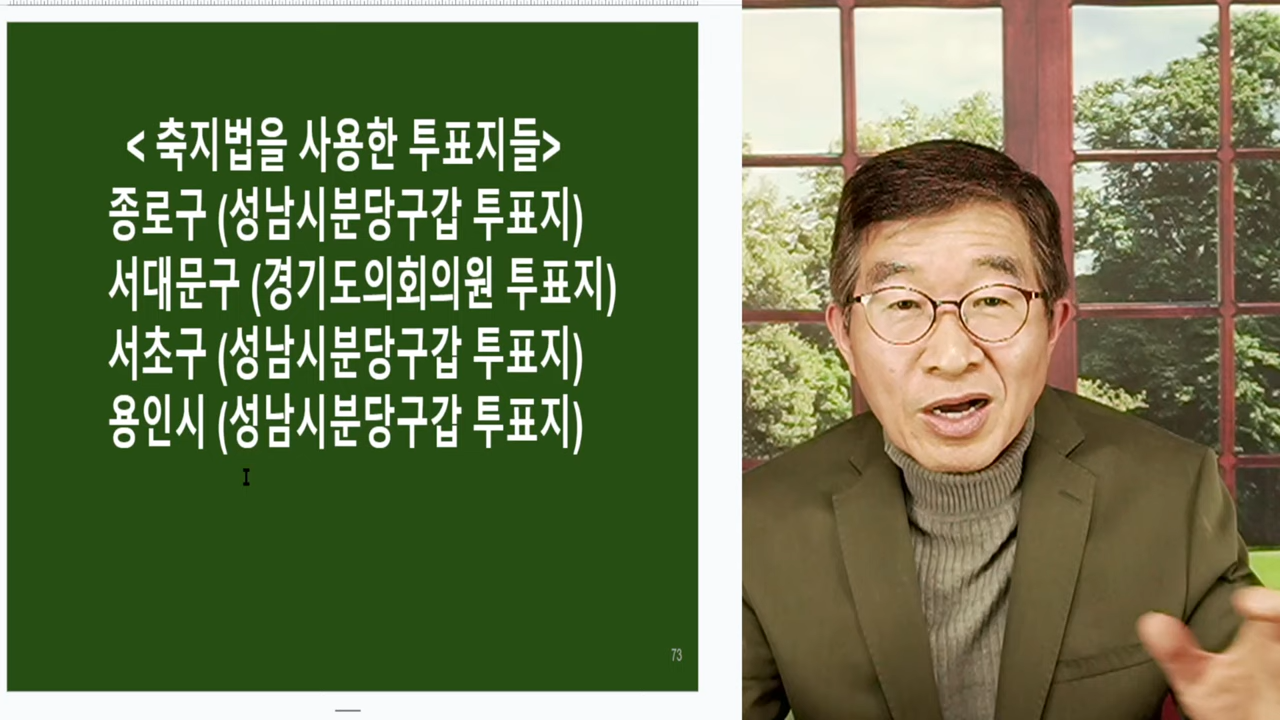 < 축지법을 사용한 투표지들>
종로구 (성남시분당구갑 투표지)
서대문구 (경기도의회의원 투표지)
서초구 (성남시분당구갑 투표지)
용인시 (성남시분당구갑 투표지)
73